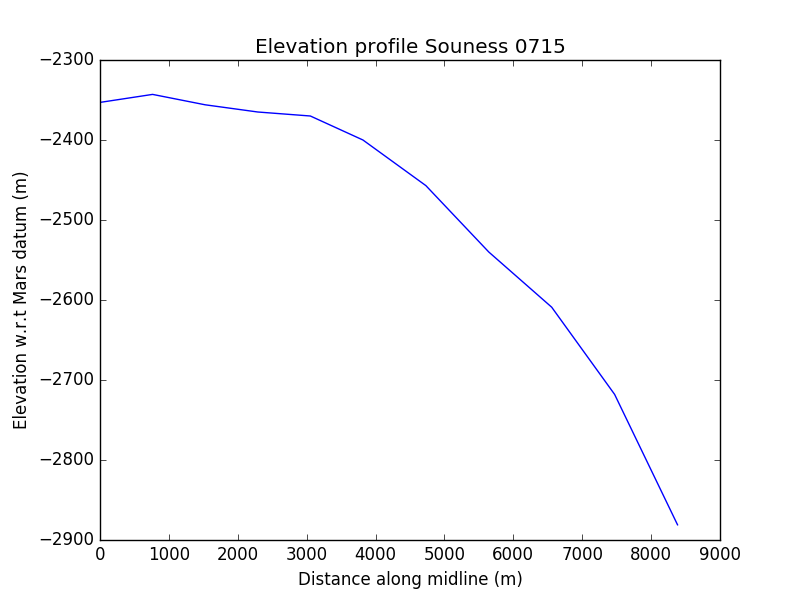 Elevation profile Souness 0715
Elevation w.r.t Mars datum (m)
−2300
−2400
−2500
−2600
−2700
−2800
−2900
0 1000 2000 3000 4000 5000 6000 7000 8000 9000
Distance along midline (m)